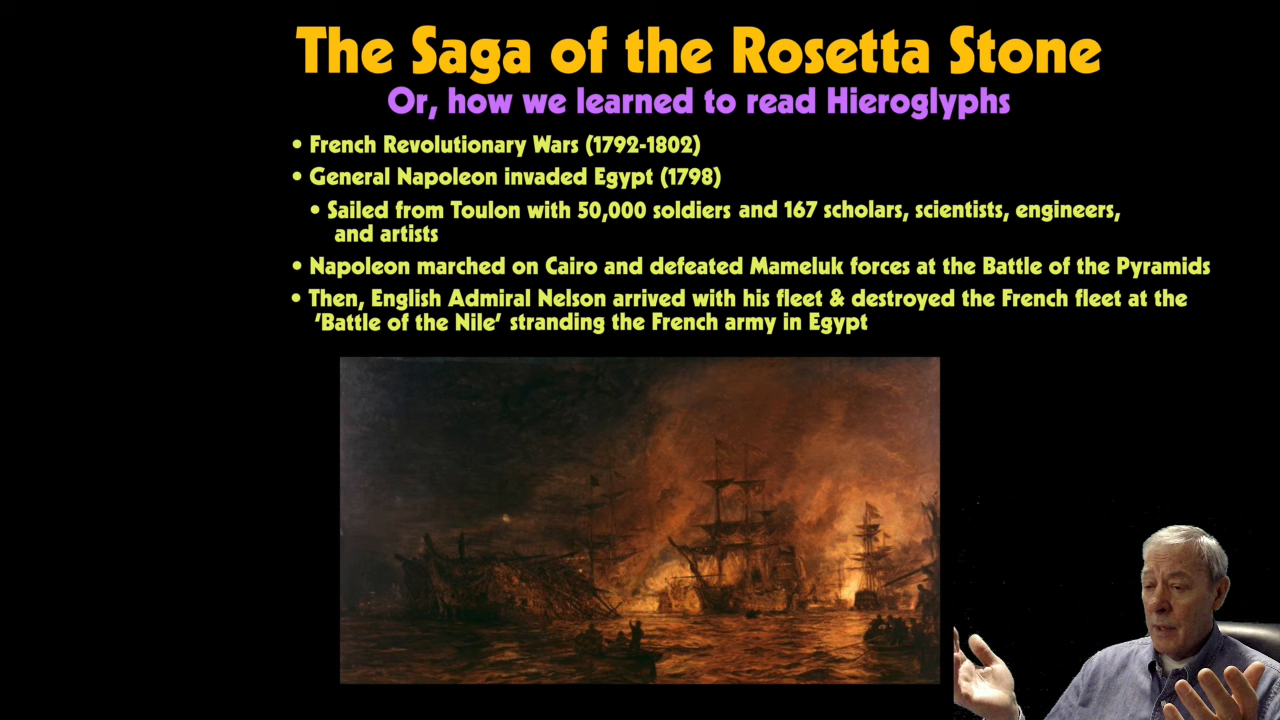 The Saga of the Rosetta Stone
Or, how we learned to read Hieroglyphs
• French Revolutionary Wars (1792-1802)
• General Napoleon invaded Egypt (1798)
• Sailed from Toulon with 50,000 soldiers and 167 scholars, scientists, engineers,
and artists
• Napoleon marched on Cairo and defeated Mameluk forces at the Battle of the Pyramids
• Then, English Admiral Nelson arrived with his fleet & destroyed the French fleet at the
'Battle of the Nile' stranding the French army in Egypt